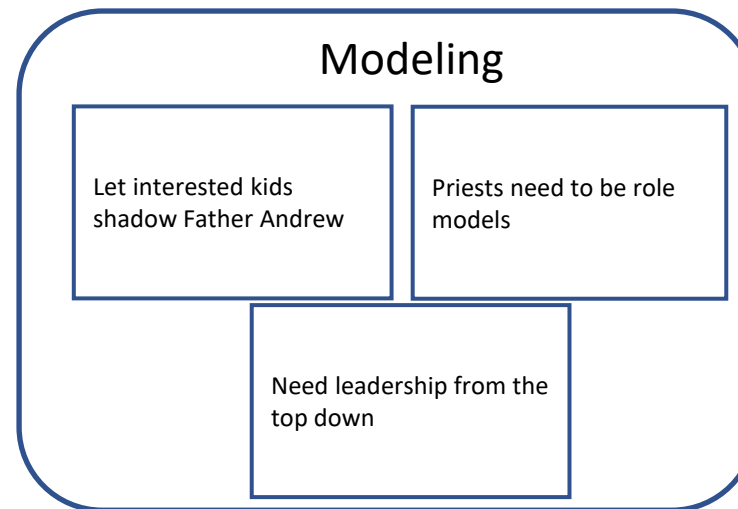 Modeling
Let interested kids
shadow Father Andrew
Priests need to be role
models
Need leadership from the
top down